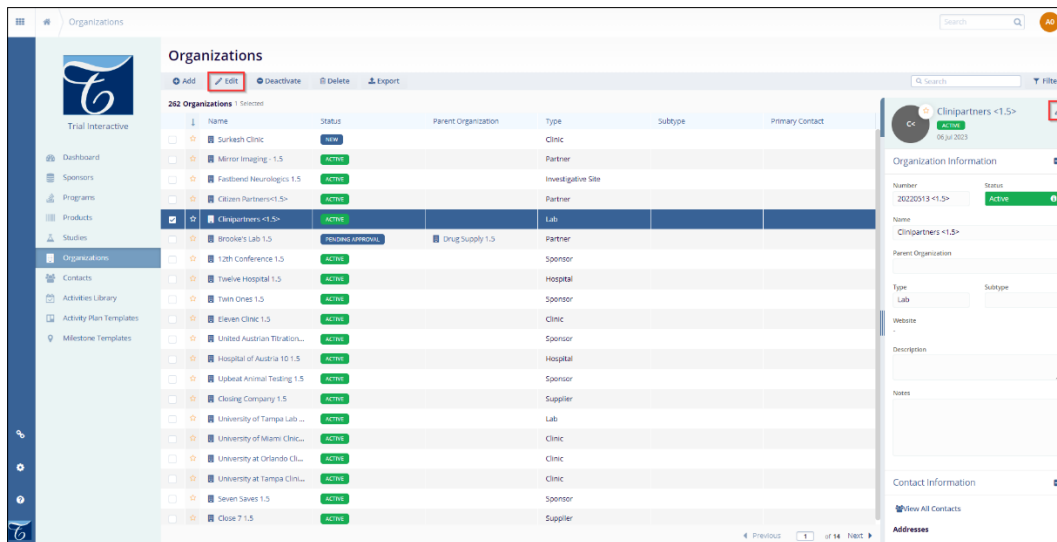 Organizations
Search
AO
Trial Interactive
Dashboard
Sponsors
Programs
Products
Studies
Organizations
Contacts
Activities Library
Activity Plan Templates
Milestone Templates
Organizations
Add Edit Deactivate Delete Export
Search Filte
262 Organizations 1 Selected
Name Status Parent Organization Type Subtype Primary Contact
Surkesh Clinic NEW Clinic
Mirror Imaging - 1.5 ACTIVE Partner
Fastbend Neurologics 1.5 ACTIVE Investigative Site
Citizen Partners<1.5> ACTIVE Partner
Clinipartners <1.5> ACTIVE Lab
Brooke's Lab 1.5 PENDING APPROVAL Drug Supply 1.5 Partner
12th Conference 1.5 ACTIVE Sponsor
Twelve Hospital 1.5 ACTIVE Hospital
Twin Ones 1.5 ACTIVE Sponsor
Eleven Clinic 1.5 ACTIVE Clinic
United Austrian Titration... ACTIVE Sponsor
Hospital of Austria 10 1.5 ACTIVE Hospital
Upbeat Animal Testing 1.5 ACTIVE Sponsor
Closing Company 1.5 ACTIVE Supplier
University of Tampa Lab ... ACTIVE Lab
University of Miami Clinic... ACTIVE Clinic
University at Orlando Cli... ACTIVE Clinic
University at Tampa Clini... ACTIVE Clinic
Seven Saves 1.5 ACTIVE Sponsor
Close 7 1.5 ACTIVE Supplier
Previous 1 of 14 Next
C<
Clinipartners <1.5>
ACTIVE
06 Jul 2023
Organization Information
Number Status
20220513 <1.5> Active
Name
Clinipartners <1.5>
Parent Organization
Type Subtype
Lab
Website
-
Description
Notes
Contact Information
View All Contacts
Addresses